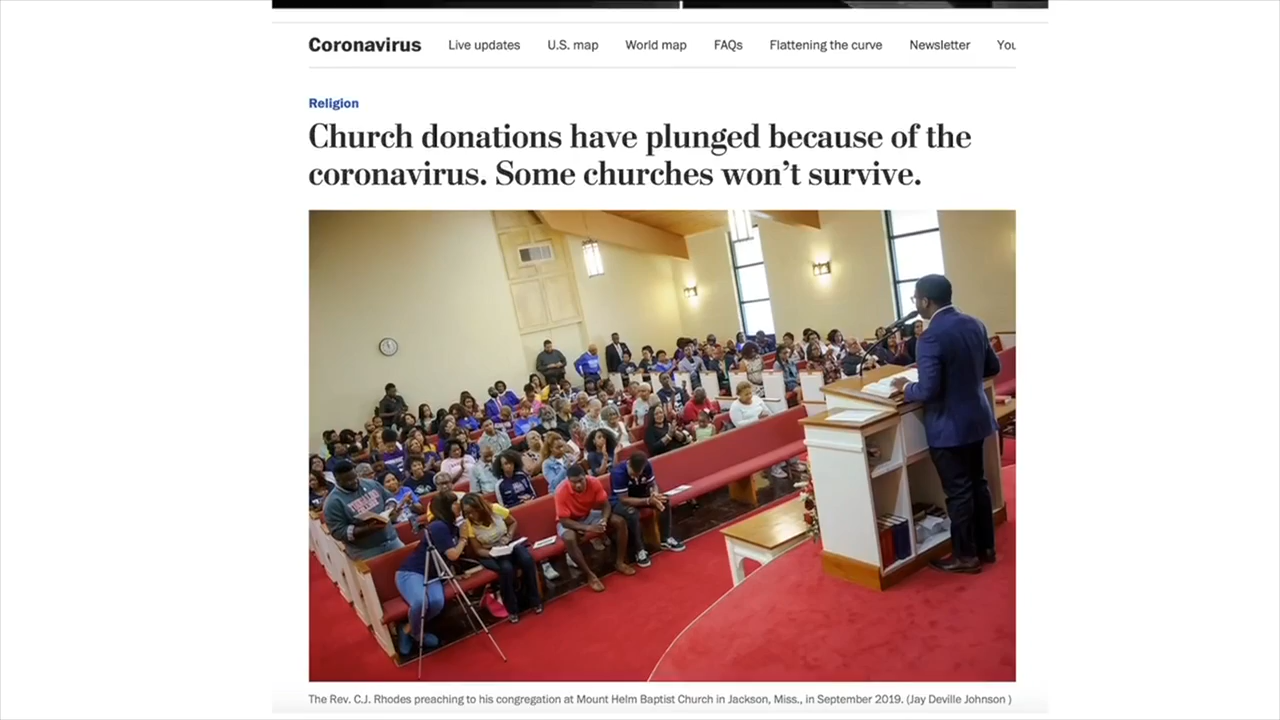 Coronavirus Live updates U.S. map World map FAQs Flattening the curve Newsletter You
Religion
Church donations have plunged because of the
coronavirus. Some churches won’t survive.
The Rev. C.J. Rhodes preaching to his congregation at Mount Helm Baptist Church in Jackson, Miss., in September 2019. (Jay Deville Johnson )